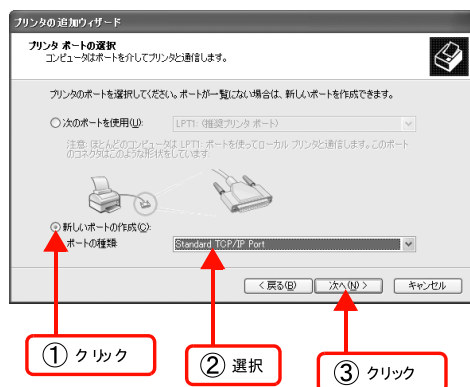 プリンタの追加ウィザード
プリンタ ポートの選択
コンピュータはポートを介してプリンタと通信します。
プリンタのポートを選択してください。ポートが一覧にない場合は、新しいポートを作成できます。
次のポートを使用(U):
LPT1: (推奨プリンタ ポート)
注意: ほとんどのコンピュータは LPT1: ポートを使ってローカル プリンタと通信します。このポート
のコネクタはこのような形状をしています:
新しいポートの作成(C):
ポートの種類:
Standard TCP/IP Port
< 戻る(B)
次へ(N) >
キャンセル
① クリック
② 選択
③ クリック